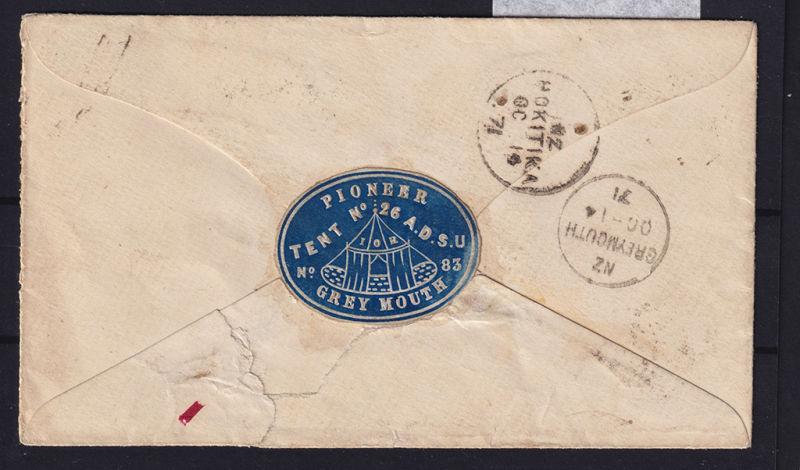 PIONEER
TENT No 26 A.D.S.U
I O R
No 83
GREY MOUTH
HOKITIKA
NZ
OC 14
71
GREYMOUTH
NZ
OC-14
71